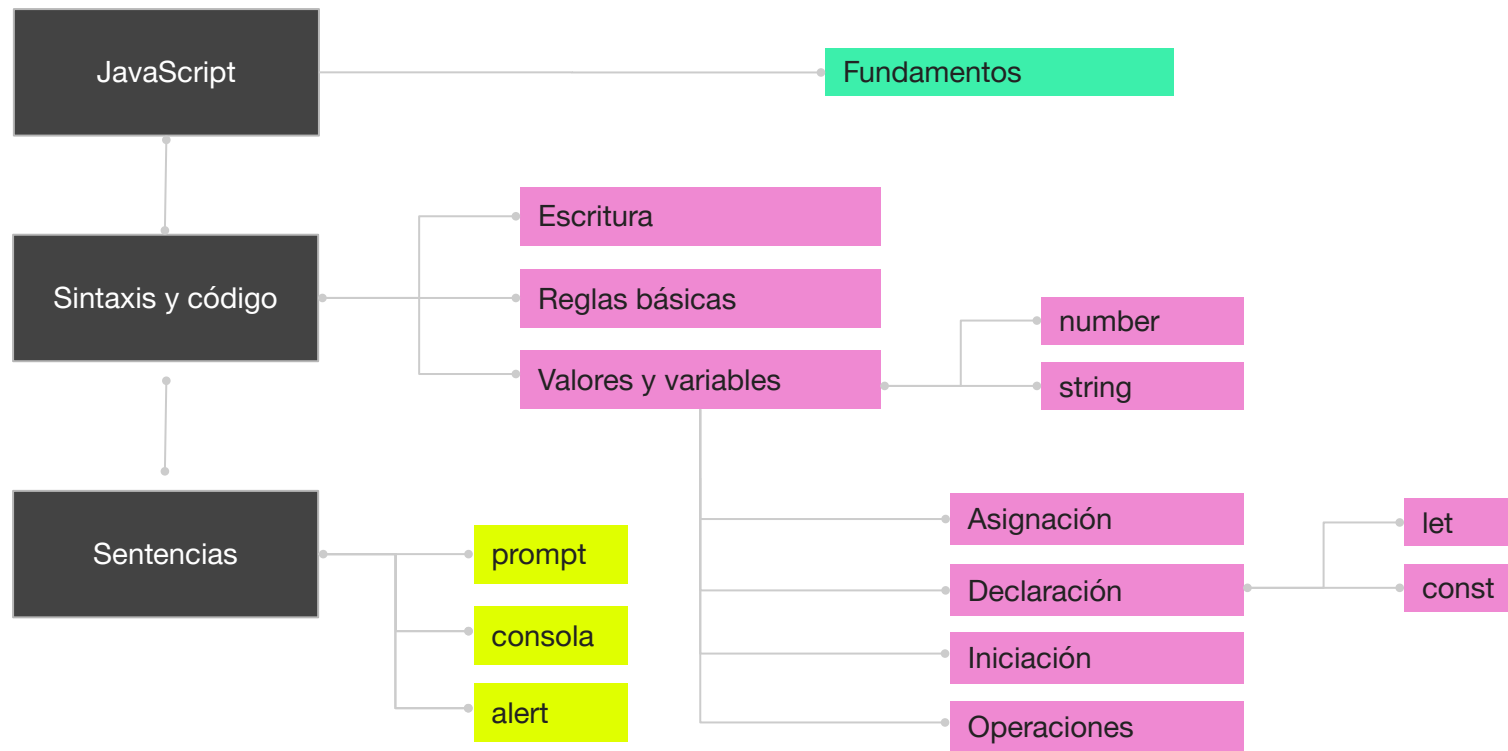 JavaScript
Fundamentos
Sintaxis y código
Escritura
Reglas básicas
Valores y variables
number
string
Asignación
Declaración
let
const
Iniciación
Operaciones
Sentencias
prompt
consola
alert